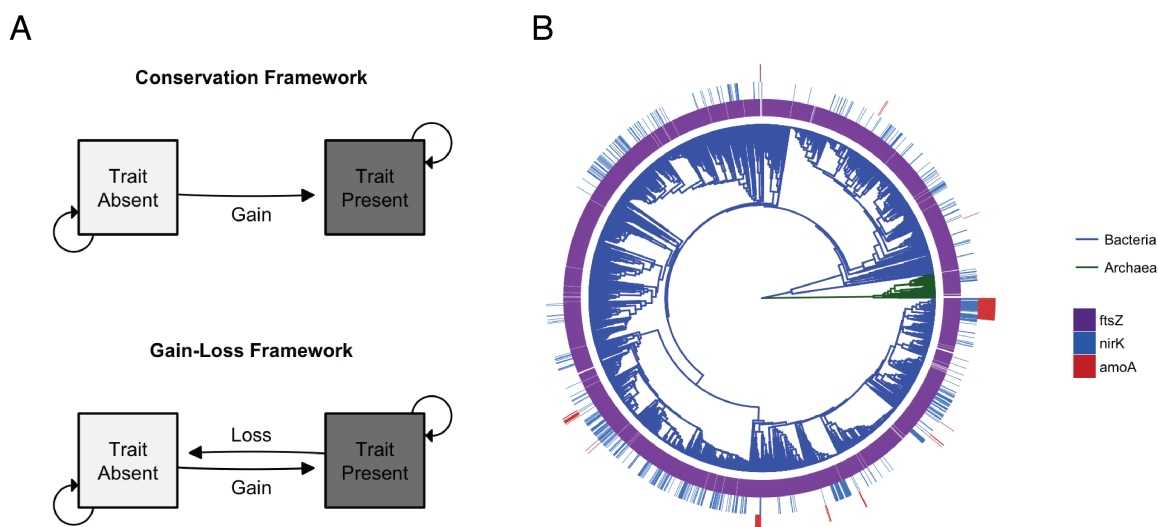 A
Conservation Framework
Trait
Absent
Gain
Trait
Present
Gain-Loss Framework
Trait
Absent
Loss
Gain
Trait
Present
B
Bacteria
Archaea
ftsZ
nirK
amoA